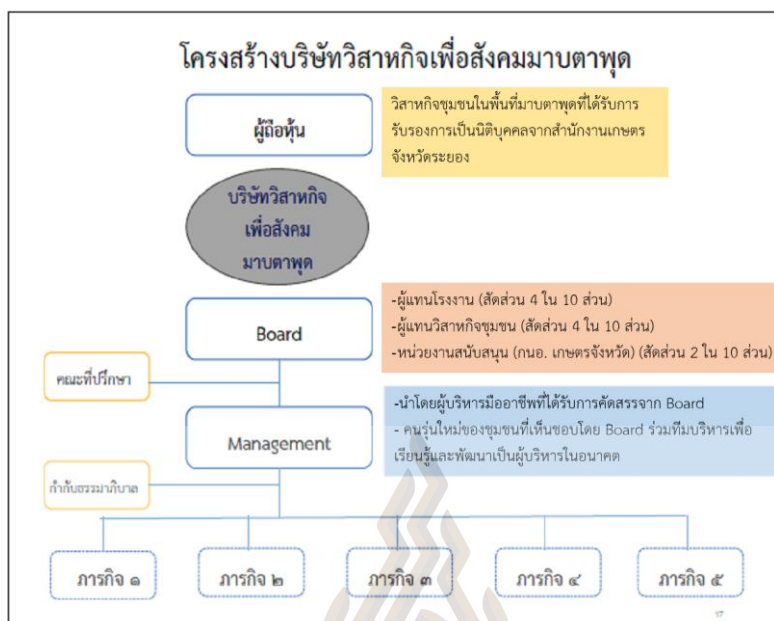 โครงสร้างบริษัทวิสาหกิจเพื่อสังคมมาบตาพุด
ผู้ถือหุ้น
วิสาหกิจชุมชนในพื้นที่มาบตาพุดที่ได้รับการ
รับรองการเป็นนิติบุคคลจากสำนักงานเกษตร
จังหวัดระยอง
บริษัทวิสาหกิจ
เพื่อสังคม
มาบตาพุด
Board
-ผู้แทนโรงงาน (สัดส่วน 4 ใน 10 ส่วน)
-ผู้แทนวิสาหกิจชุมชน (สัดส่วน 4 ใน 10 ส่วน)
-หน่วยงานสนับสนุน (กนอ. เกษตรจังหวัด) (สัดส่วน 2 ใน 10 ส่วน)
คณะที่ปรึกษา
Management
-นำโดยผู้บริหารมืออาชีพที่ได้รับการคัดสรรจาก Board
- คนรุ่นใหม่ของชุมชนที่เห็นชอบโดย Board ร่วมทีมบริหารเพื่อ
เรียนรู้และพัฒนาเป็นผู้บริหารในอนาคต
กำกับธรรมาภิบาล
ภารกิจ ๑
ภารกิจ ๒
ภารกิจ ๓
ภารกิจ ๔
ภารกิจ ๕